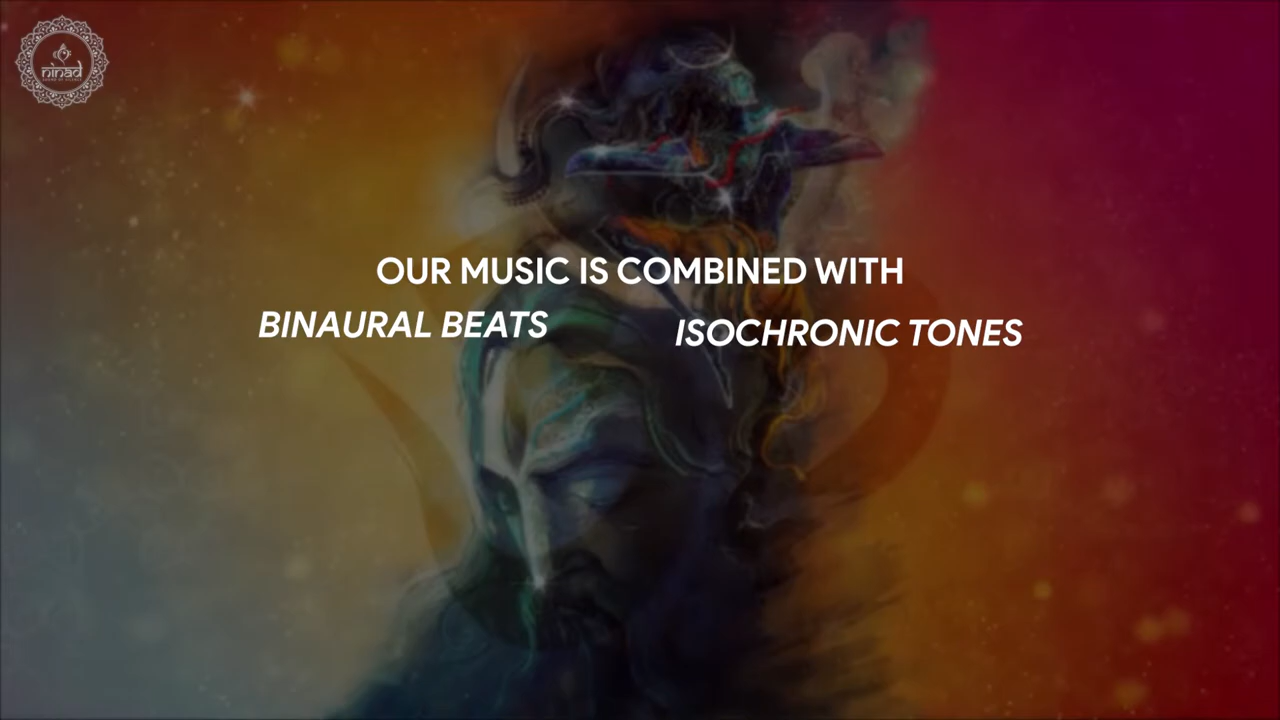 ninad
OUR MUSIC IS COMBINED WITH
BINAURAL BEATS
ISOCHRONIC TONES